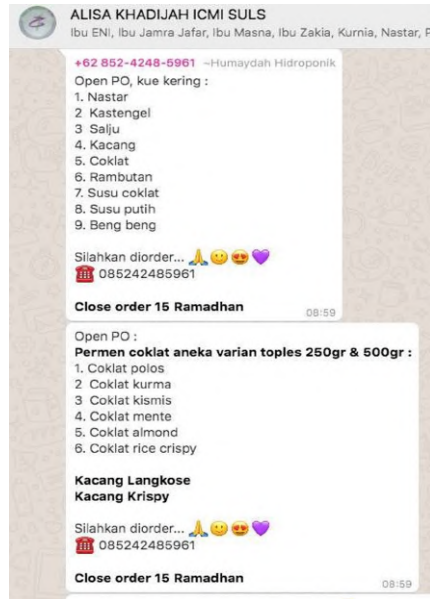 ALISA KHADIJAH ICMI SULS
Ibu ENI, Ibu Jamra Jafar, Ibu Masna, Ibu Zakia, Kurnia, Nastar, F
+62 852-4248-5961 ~Humaydah Hidroponik
Open PO, kue kering :
1. Nastar
2 Kastengel
3 Salju
4. Kacang
5. Coklat
6. Rambutan
7. Susu coklat
8. Susu putih
9. Beng beng
Silahkan diorder... 🙏🙂😍💜
☎ 085242485961
Close order 15 Ramadhan
08:59
Open PO :
Permen coklat aneka varian toples 250gr & 500gr :
1. Coklat polos
2 Coklat kurma
3 Coklat kismis
4. Coklat mente
5. Coklat almond
6. Coklat rice crispy
Kacang Langkose
Kacang Krispy
Silahkan diorder... 🙏🙂😍💜
☎ 085242485961
Close order 15 Ramadhan
08:59